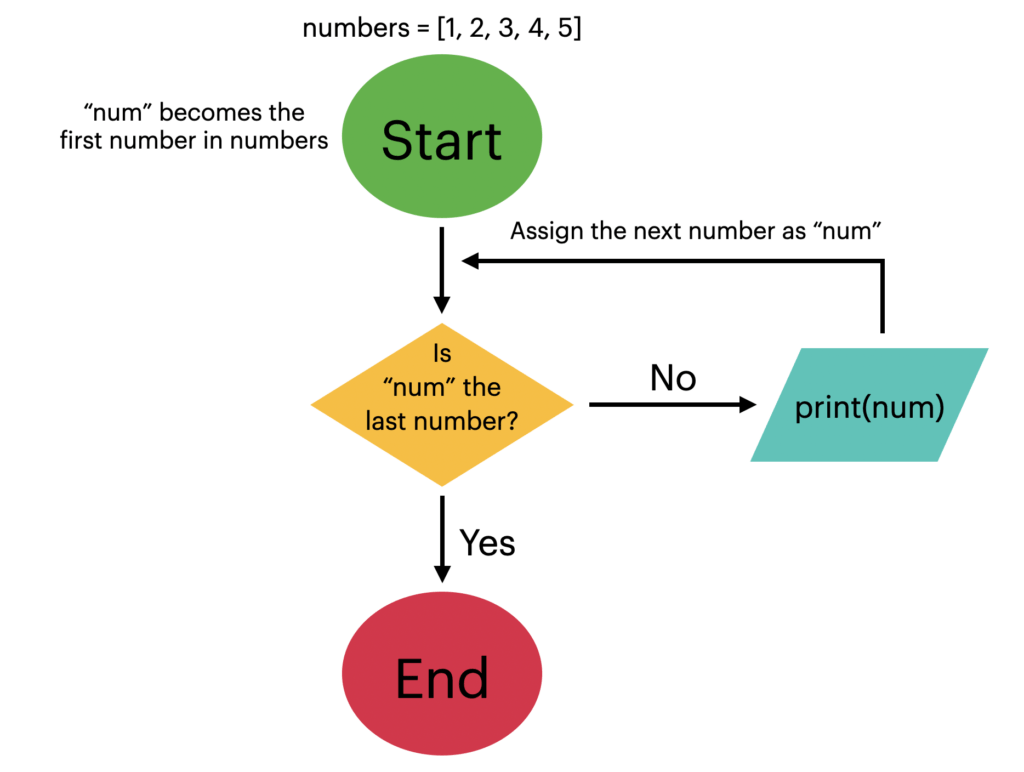 numbers = [1, 2, 3, 4, 5]
“num” becomes the
first number in numbers
Start
Assign the next number as “num”
Is
“num” the
last number?
No
print(num)
Yes
End